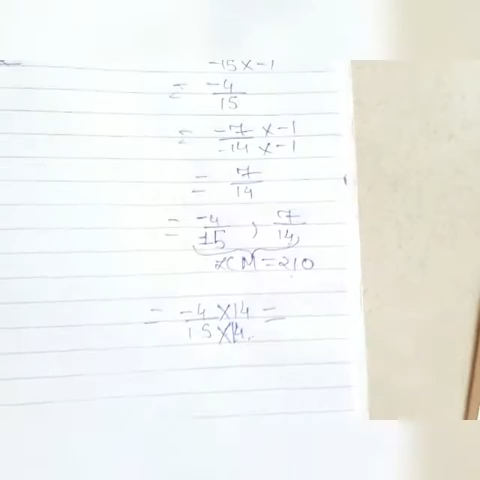 -15 x -1
= -4/15
= -7/-14 x -1/x -1
= 7/14
= -4/15 , 7/14
LCM = 210
= -4 x 14/15 x 14 =